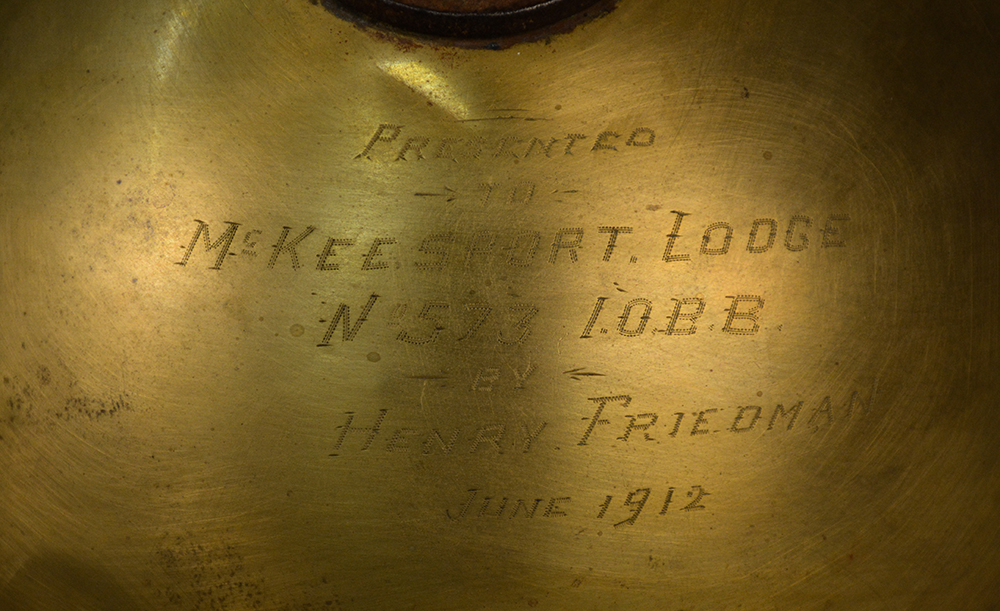 PRESENTED
TO
McKEESPORT. LODGE
No 573 I.O.B.B.
BY
HENRY FRIEDMAN
JUNE 1912